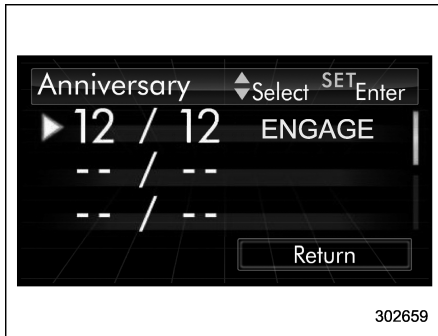 Anniversary Select SET Enter
12 / 12 ENGAGE
-- / --
-- / --
Return
302659